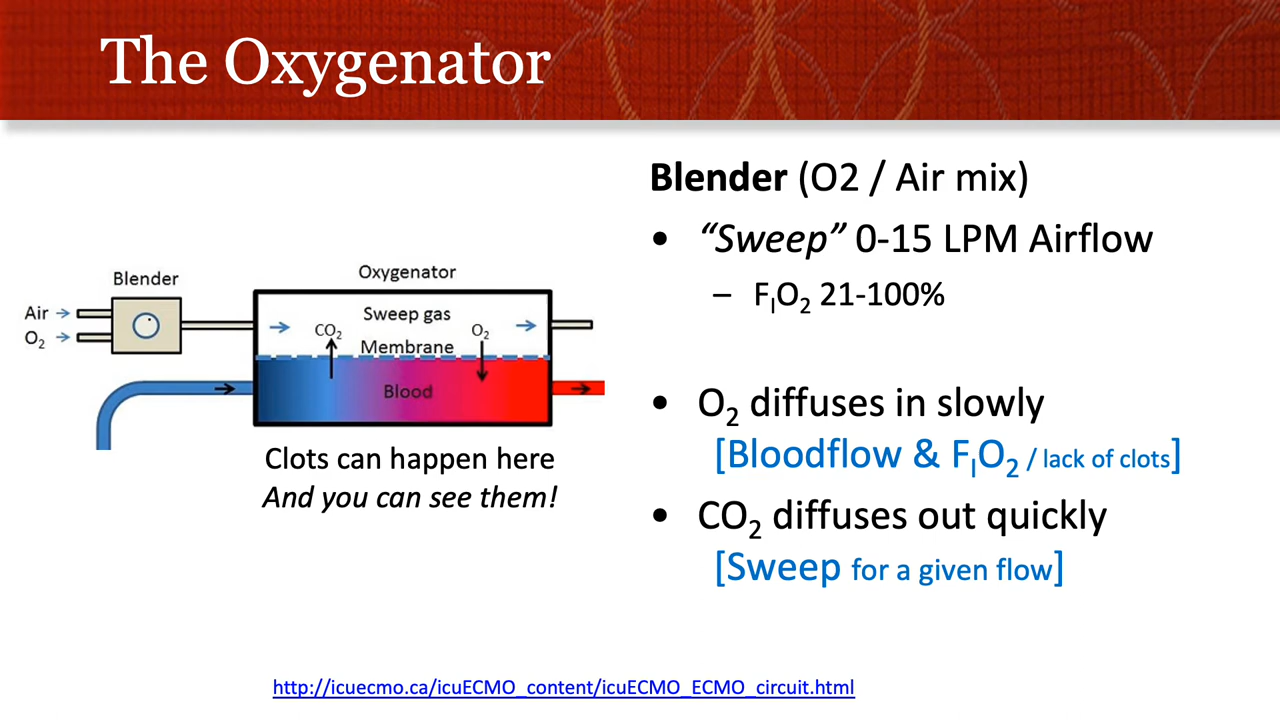 The Oxygenator
Blender (O2 / Air mix)
• “Sweep” 0-15 LPM Airflow
– FIO2 21-100%
• O2 diffuses in slowly
[Bloodflow & FIO2 / lack of clots]
• CO2 diffuses out quickly
[Sweep for a given flow]
Blender
Air
O2
Oxygenator
Sweep gas
CO2
O2
Membrane
Blood
Clots can happen here
And you can see them!
http://icuecmo.ca/icuECMO_content/icuECMO_ECMO_circuit.html